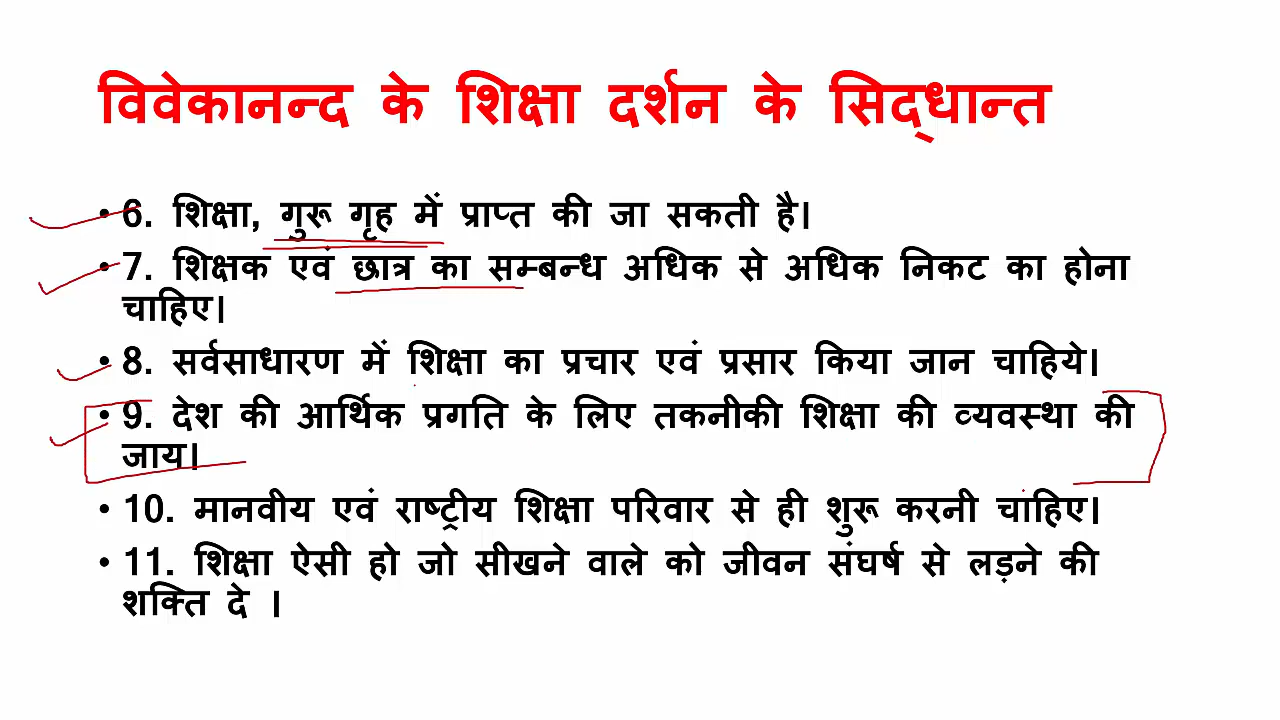 विवेकानन्द के शिक्षा दर्शन के सिद्धान्त
• 6. शिक्षा, गुरू गृह में प्राप्त की जा सकती है।
• 7. शिक्षक एवं छात्र का सम्बन्ध अधिक से अधिक निकट का होना
चाहिए।
• 8. सर्वसाधारण में शिक्षा का प्रचार एवं प्रसार किया जान चाहिये।
• 9. देश की आर्थिक प्रगति के लिए तकनीकी शिक्षा की व्यवस्था की
जाय।
• 10. मानवीय एवं राष्ट्रीय शिक्षा परिवार से ही शुरू करनी चाहिए।
• 11. शिक्षा ऐसी हो जो सीखने वाले को जीवन संघर्ष से लड़ने की
शक्ति दे ।